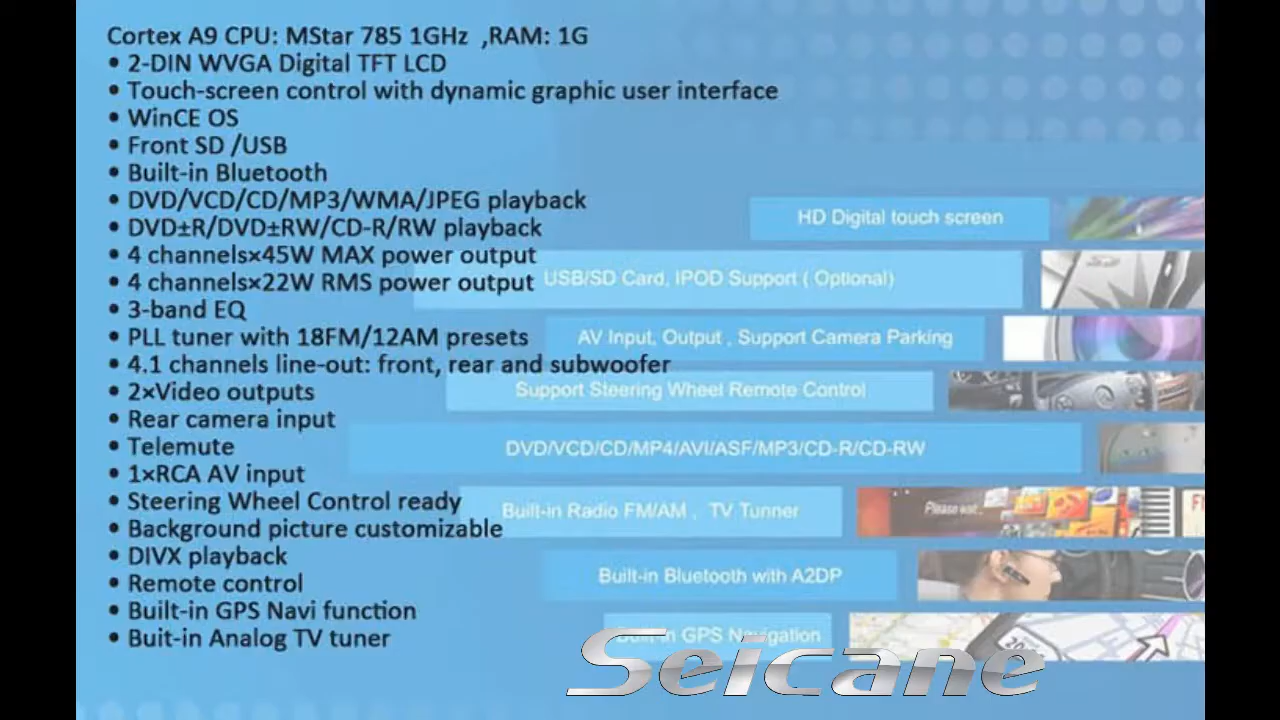 Cortex A9 CPU: MStar 785 1GHz ,RAM: 1G
• 2-DIN WVGA Digital TFT LCD
• Touch-screen control with dynamic graphic user interface
• WinCE OS
• Front SD /USB
• Built-in Bluetooth
• DVD/VCD/CD/MP3/WMA/JPEG playback
• DVD±R/DVD±RW/CD-R/RW playback
• 4 channels×45W MAX power output
• 4 channels×22W RMS power output
• 3-band EQ
• PLL tuner with 18FM/12AM presets
• 4.1 channels line-out: front, rear and subwoofer
• 2×Video outputs
• Rear camera input
• Telemute
• 1×RCA AV input
• Steering Wheel Control ready
• Background picture customizable
• DIVX playback
• Remote control
• Built-in GPS Navi function
• Buit-in Analog TV tuner
HD Digital touch screen
USB/SD Card, IPOD Support ( Optional)
AV Input, Output , Support Camera Parking
Support Steering Wheel Remote Control
DVD/VCD/CD/MP4/AVI/ASF/MP3/CD-R/CD-RW
Built-in Radio FM/AM , TV Tunner
Please wait..
Built-in Bluetooth with A2DP
Built-in GPS Navigation
Seicane